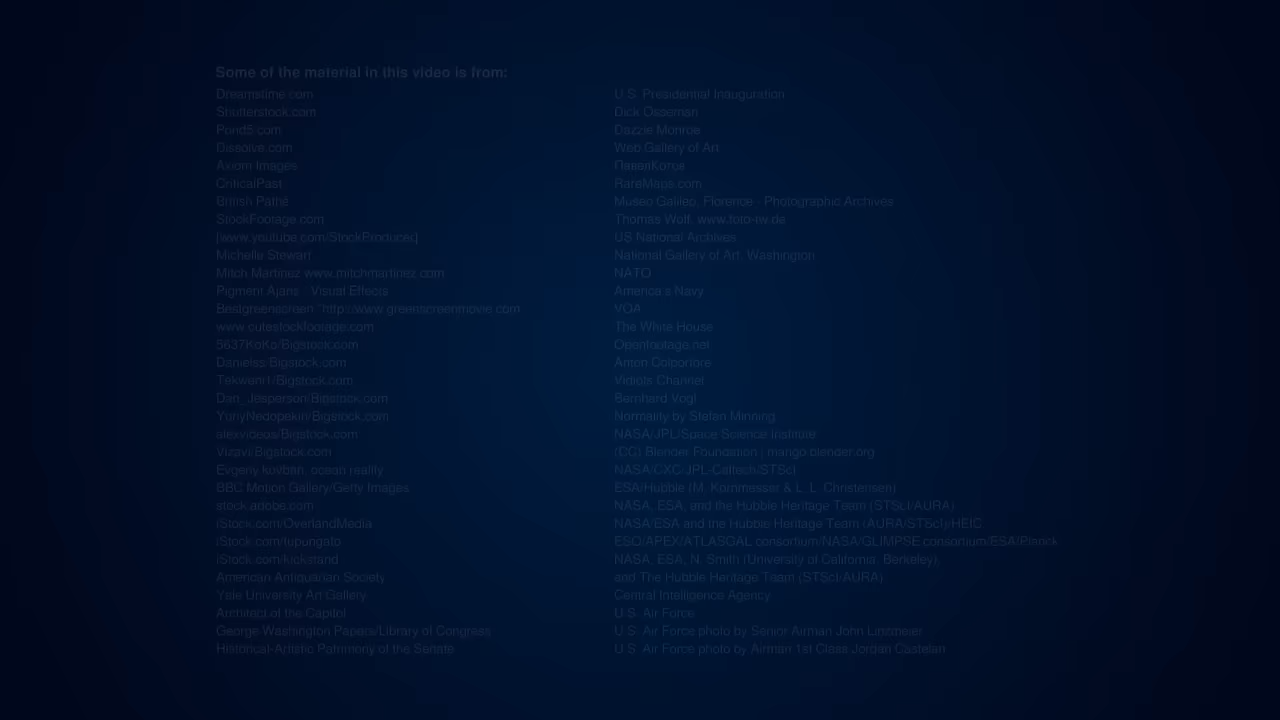 Some of the material in this video is from:
Dreamstime.com
Shutterstock.com
Pond5.com
Dissolve.com
Axiom Images
CriticalPast
British Pathé
StockFootage.com
[www.youtube.com/StockProducer]
Michelle Stewart
Mitch Martinez www.mitchmartinez.com
Pigment Ajans - Visual Effects
Bestgreenscreen "http://www.greenscreenmovie.com
www.cutestockfootage.com
5637KoKo/Bigstock.com
Danielss/Bigstock.com
Tekwani1/Bigstock.com
Dan_Jesperson/Bigstock.com
YoriyNedopekin/Bigstock.com
alexvideos/Bigstock.com
Vizavi/Bigstock.com
Evgeriy kovban: ocean reality
BBC Motion Gallery/Getty Images
stock.adobe.com
iStock.com/OverlandMedia
iStock.com/tupungato
iStock.com/kickstand
American Antiquarian Society
Yale University Art Gallery
Architect of the Capitol
George Washington Papers/Library of Congress
Historical-Artistic Patrimony of the Senate
U.S. Presidential Inauguration
Dick Osseman
Dazzie Monroe
Web Gallery of Art
ПавелКотов
RareMaps.com
Museo Galileo, Florence - Photographic Archives
Thomas Wolf, www.foto-tw.de
US National Archives
National Gallery of Art, Washington
NATO
America's Navy
VOA
The White House
Openfootage.net
Anton Colportore
Vidiols Channel
Bernhard Vogl
Normality by Stefan Minning
NASA/JPL/Space Science Institute
(CC) Blender Foundation | mango.blender.org
NASA/CXC/JPL-Caltech/STScI
ESA/Hubble (M. Kornmesser & L. L. Christensen)
NASA, ESA, and the Hubble Heritage Team (STScI/AURA)
NASA/ESA and the Hubble Heritage Team (AURA/STScI)/HEIC
ESO/APEX/ATLASGAL consortium/NASA/GLIMPSE consortium/ESA/Planck
NASA, ESA, N. Smith (University of California, Berkeley),
and The Hubble Heritage Team (STScI/AURA)
Central Intelligence Agency
U.S. Air Force
U.S. Air Force photo by Senior Airman John Linzmeier
U.S. Air Force photo by Airman 1st Class Jordan Castelan